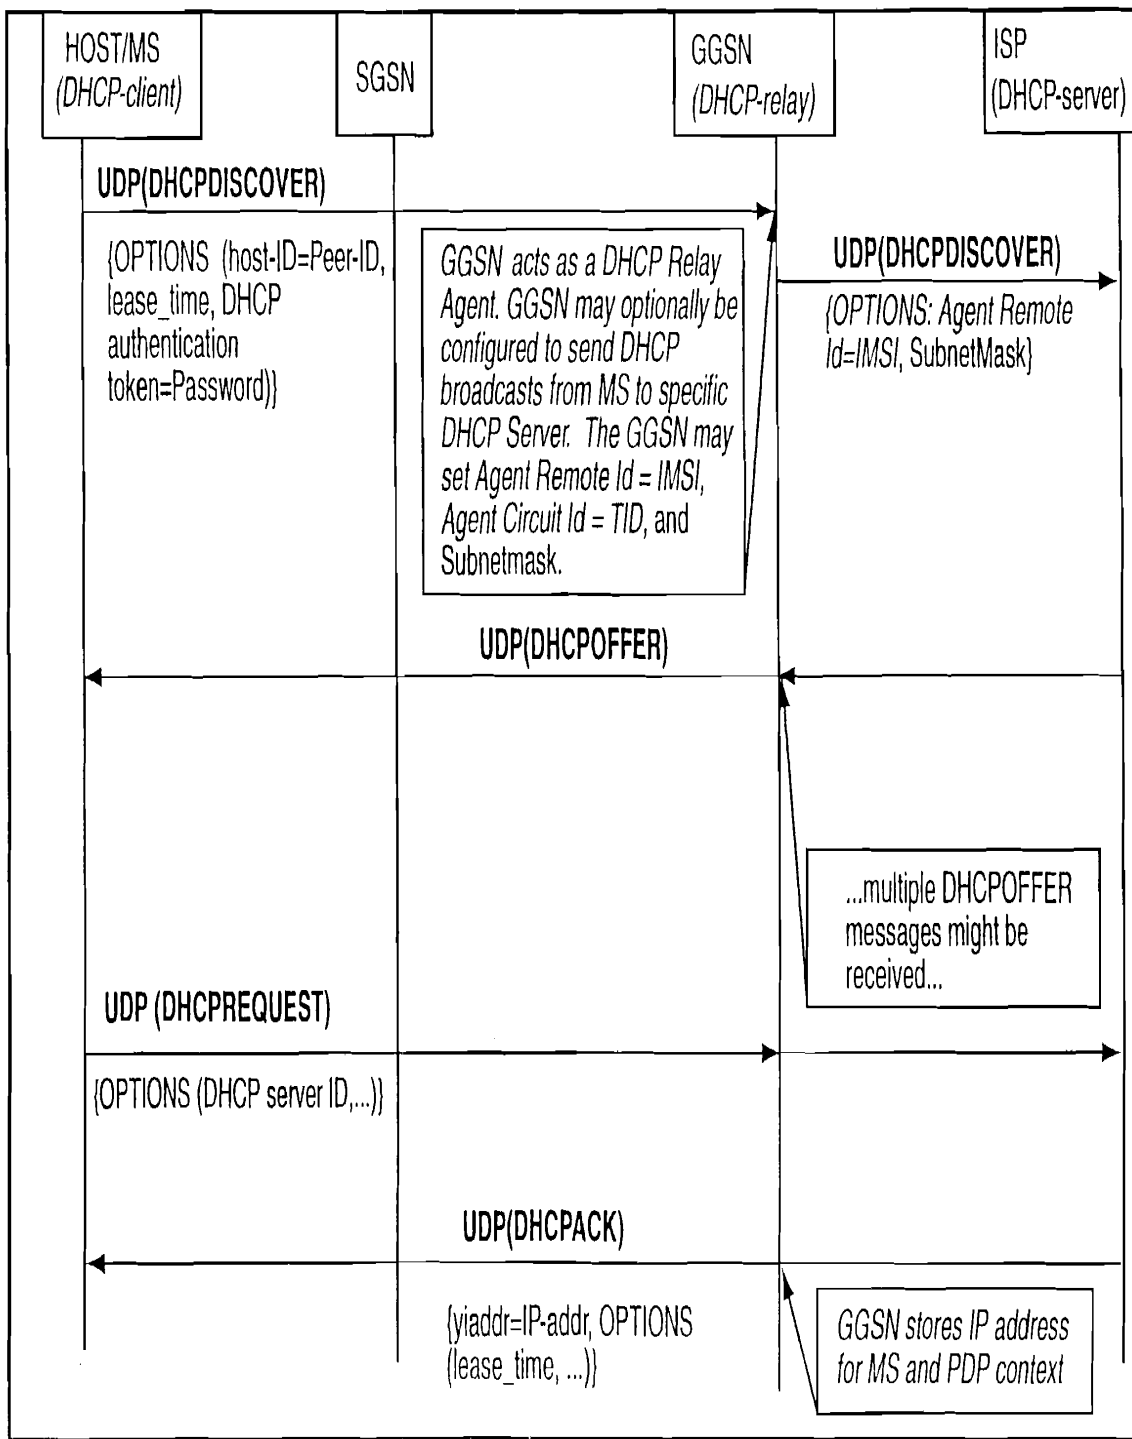 HOST/MS
(DHCP-client)
SGSN
GGSN
(DHCP-relay)
ISP
(DHCP-server)
UDP(DHCPDISCOVER)
{OPTIONS (host-ID=Peer-ID,
lease_time, DHCP
authentication
token=Password)}
GGSN acts as a DHCP Relay
Agent. GGSN may optionally be
configured to send DHCP
broadcasts from MS to specific
DHCP Server. The GGSN may
set Agent Remote Id = IMSI,
Agent Circuit Id = TID, and
Subnetmask.
UDP(DHCPDISCOVER)
{OPTIONS: Agent Remote
Id=IMSI, SubnetMask}
UDP(DHCPOFFER)
...multiple DHCPOFFER
messages might be
received...
UDP (DHCPREQUEST)
{OPTIONS (DHCP server ID,...)}
UDP(DHCPACK)
{yiaddr=IP-addr, OPTIONS
(lease_time, ...)}
GGSN stores IP address
for MS and PDP context